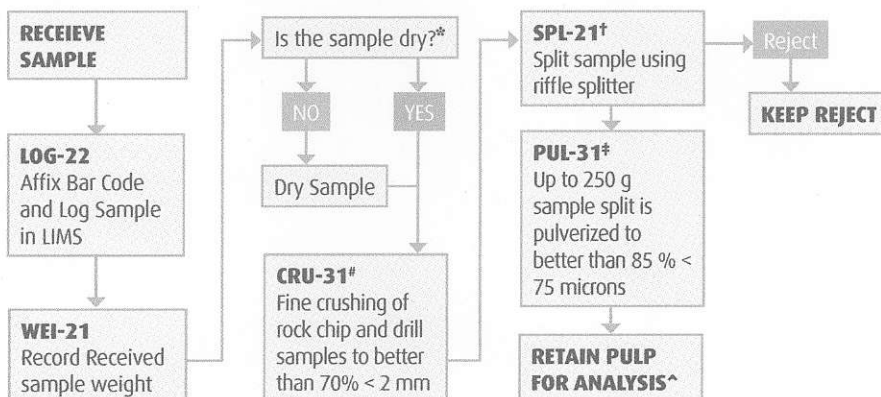 RECEIEVE
SAMPLE
LOG-22
Affix Bar Code
and Log Sample
in LIMS
WEI-21
Record Received
sample weight
Is the sample dry?*
NO
YES
Dry Sample
CRU-31#
Fine crushing of
rock chip and drill
samples to better
than 70% < 2 mm
SPL-21†
Split sample using
riffle splitter
Reject
KEEP REJECT
PUL-31‡
Up to 250 g
sample split is
pulverized to
better than 85 % <
75 microns
RETAIN PULP
FOR ANALYSIS^